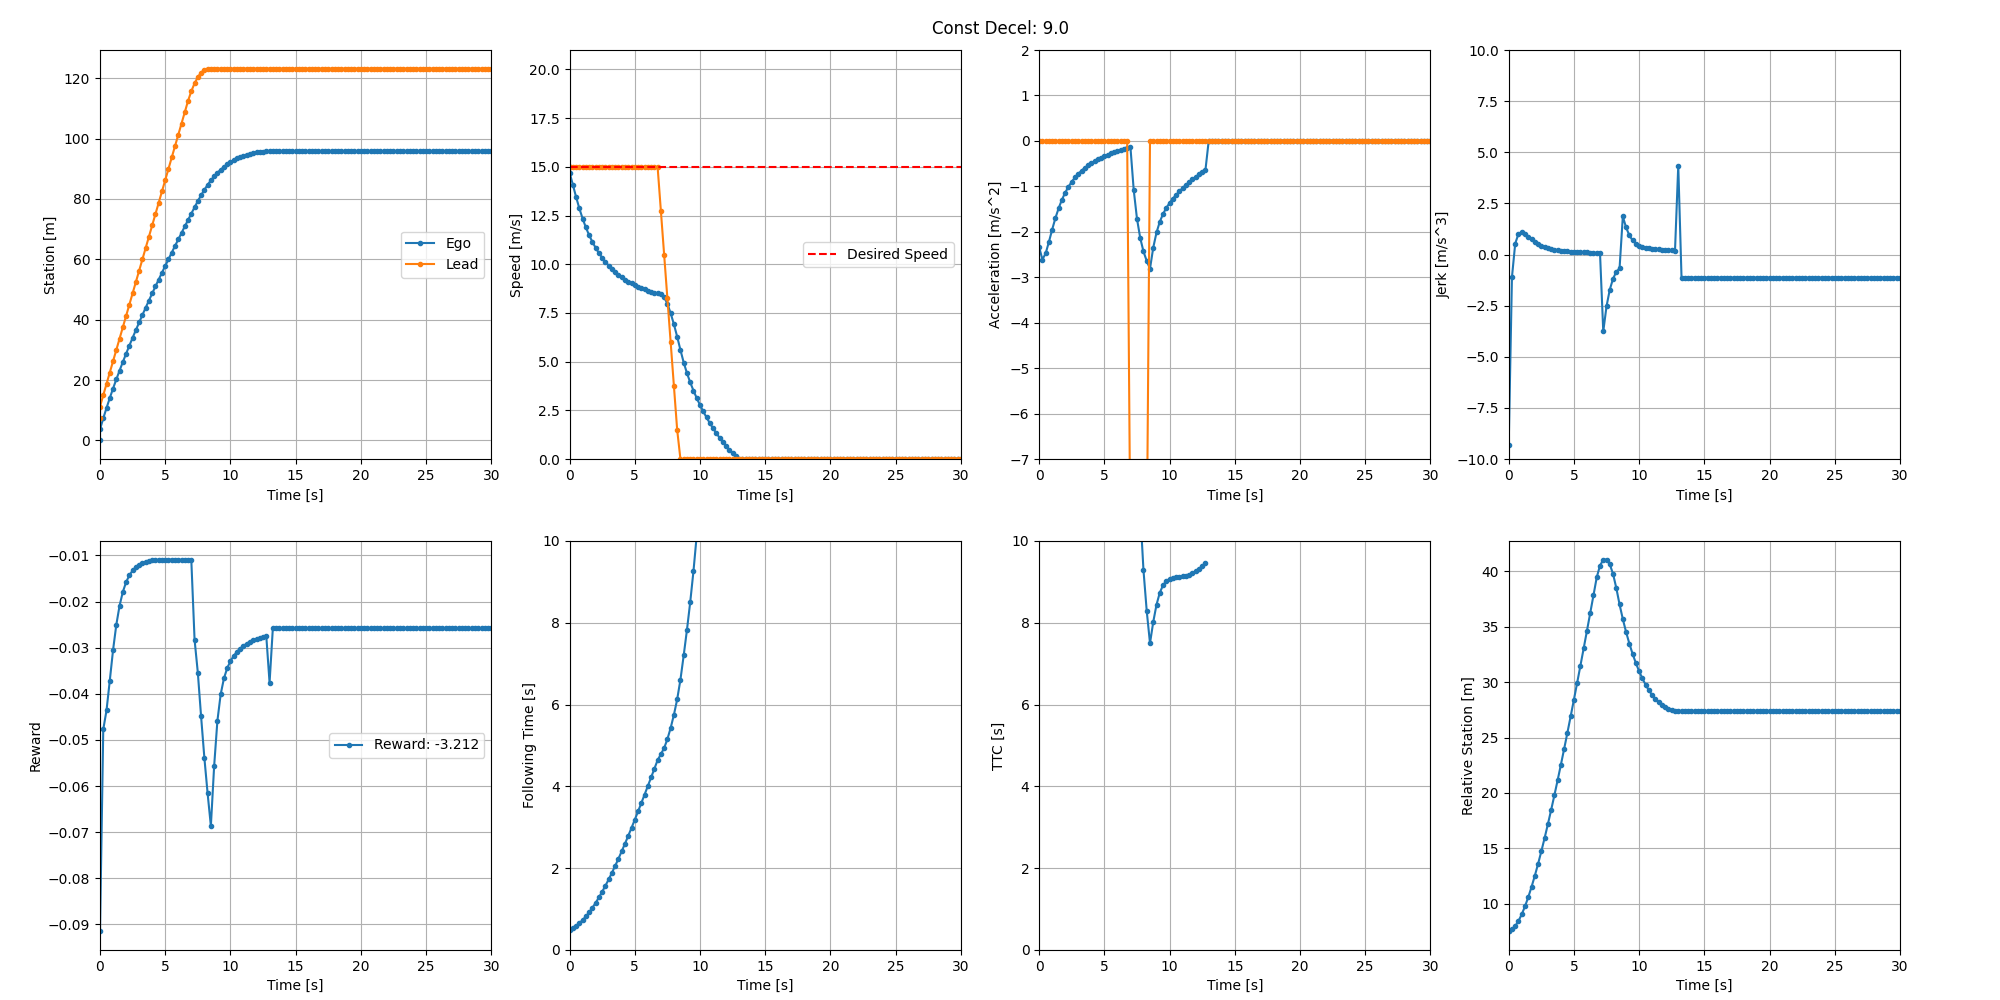 Const Decel: 9.0
Station [m]
120
100
80
60
40
20
0
0 5 10 15 20 25 30
Time [s]
Ego
Lead
Speed [m/s]
20.0
17.5
15.0
12.5
10.0
7.5
5.0
2.5
0.0
0 5 10 15 20 25 30
Time [s]
Desired Speed
Acceleration [m/s^2]
2
1
0
−1
−2
−3
−4
−5
−6
−7
0 5 10 15 20 25 30
Time [s]
Jerk [m/s^3]
10.0
7.5
5.0
2.5
0.0
−2.5
−5.0
−7.5
−10.0
0 5 10 15 20 25 30
Time [s]
Reward
−0.01
−0.02
−0.03
−0.04
−0.05
−0.06
−0.07
−0.08
−0.09
0 5 10 15 20 25 30
Time [s]
Reward: -3.212
Following Time [s]
10
8
6
4
2
0
0 5 10 15 20 25 30
Time [s]
TTC [s]
10
8
6
4
2
0
0 5 10 15 20 25 30
Time [s]
Relative Station [m]
40
35
30
25
20
15
10
0 5 10 15 20 25 30
Time [s]